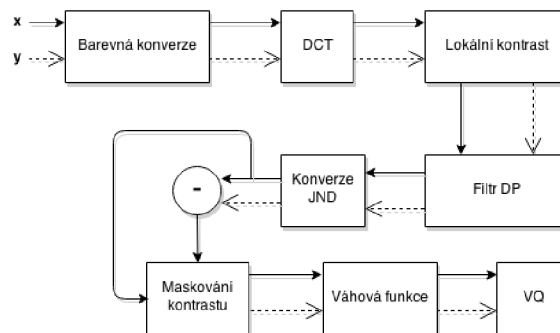 x
Barevná konverze
DCT
Lokální kontrast
y
-
Konverze
JND
Filtr DP
Maskování
kontrastu
Váhová funkce
VQ